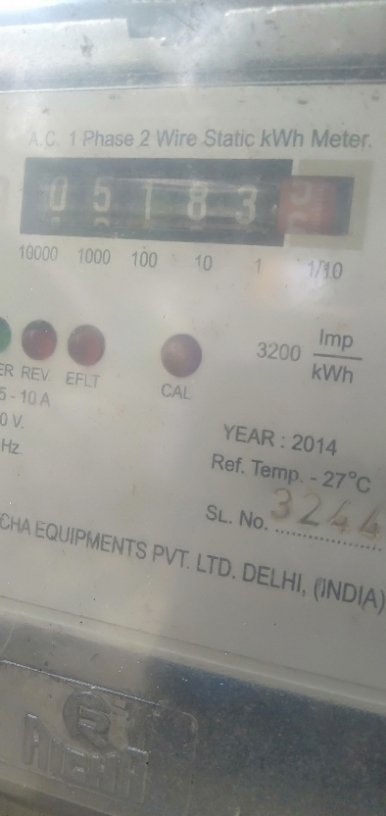 A.C. 1 Phase 2 Wire Static kWh Meter.
0 5 1 8 3
10000 1000 100 10 1 1/10
3200 Imp/kWh
ER REV. EFLT CAL
5 - 10 A
0 V.
Hz.
YEAR : 2014
Ref. Temp. - 27°C
SL. No. 3244
CHA EQUIPMENTS PVT. LTD. DELHI, (INDIA)